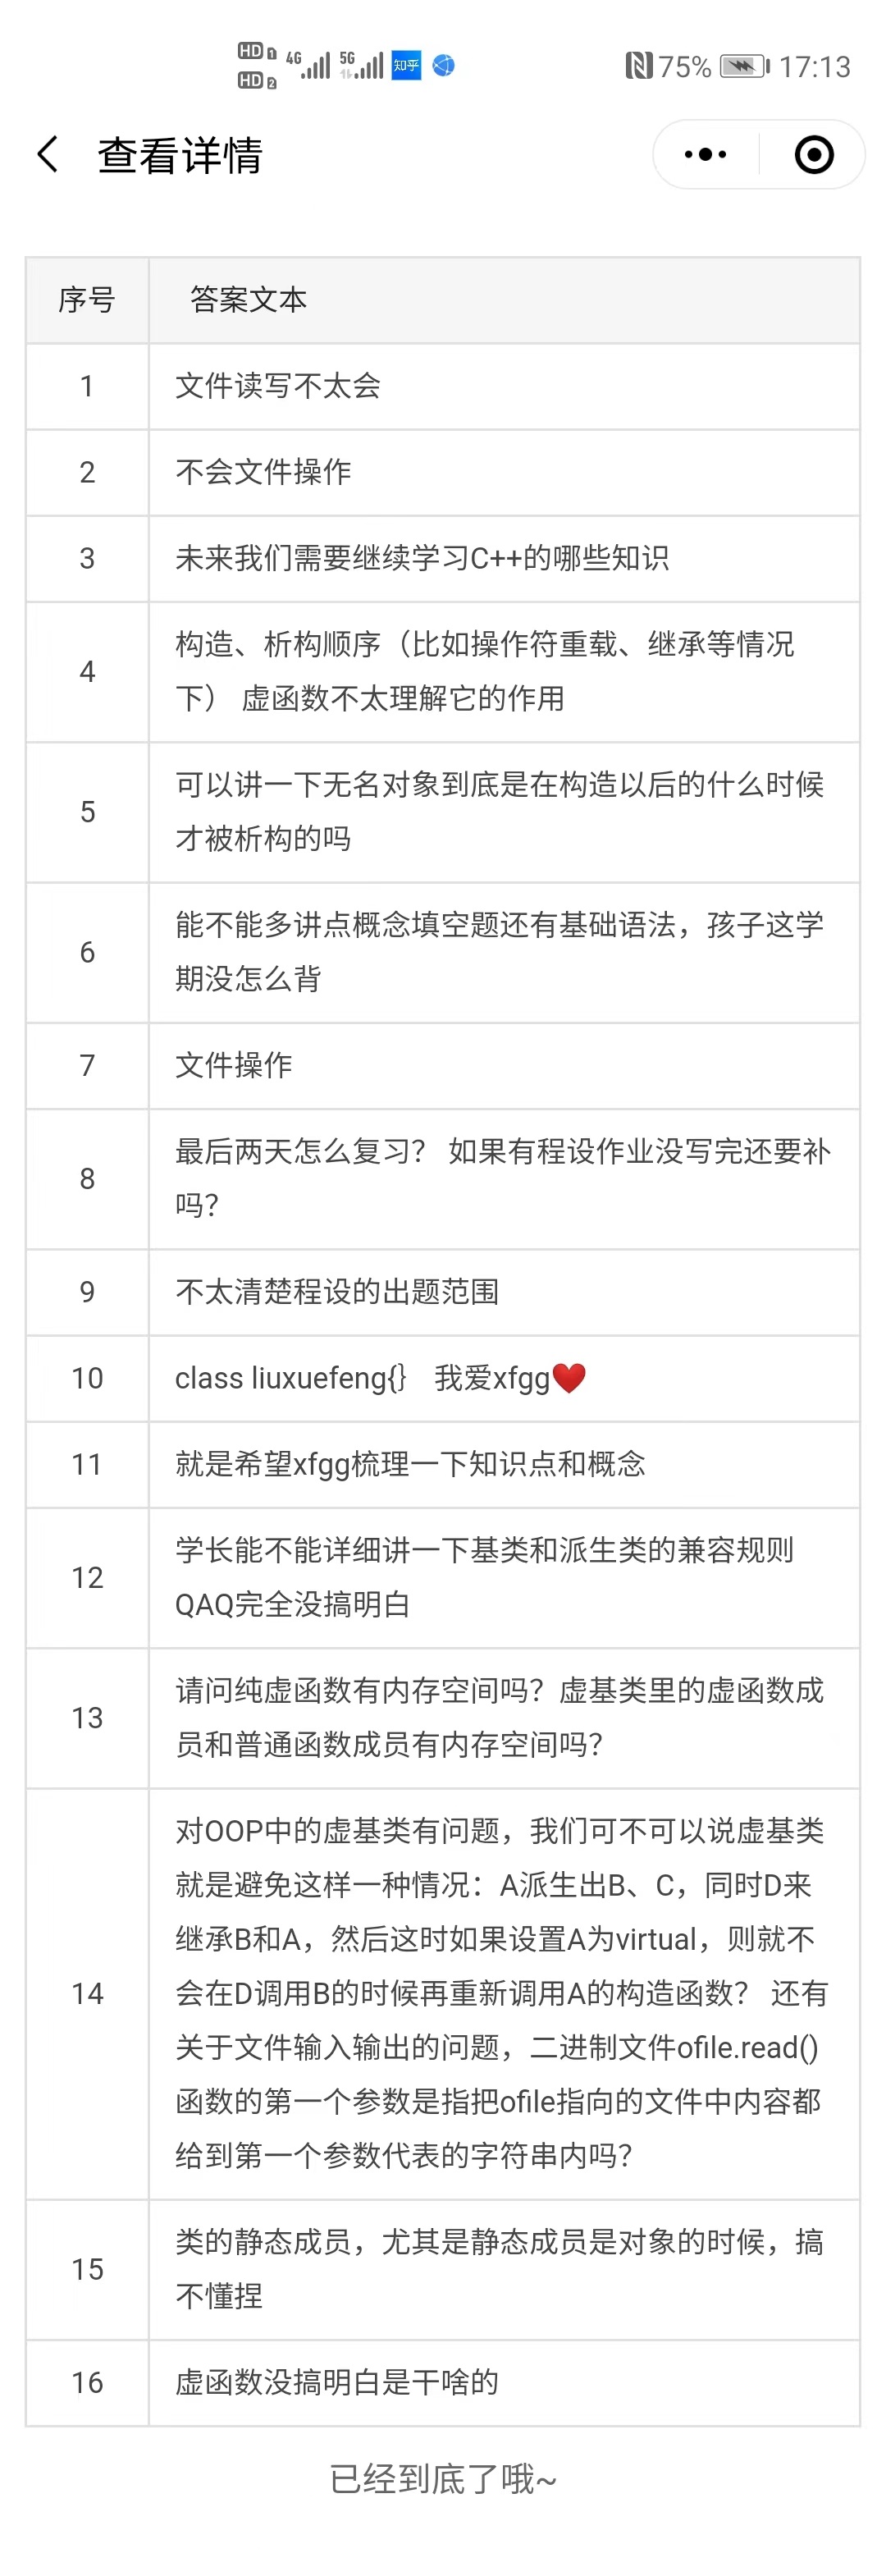 HD 1 4G 5G 知乎 75% 17:13
HD 2
查看详情
序号 答案文本
1 文件读写不太会
2 不会文件操作
3 未来我们需要继续学习C++的哪些知识
4 构造、析构顺序（比如操作符重载、继承等情况
下） 虚函数不太理解它的作用
5 可以讲一下无名对象到底是在构造以后的什么时候
才被析构的吗
6 能不能多讲点概念填空题还有基础语法，孩子这学
期没怎么背
7 文件操作
8 最后两天怎么复习？ 如果有程设作业没写完还要补
吗？
9 不太清楚程设的出题范围
10 class liuxuefeng{} 我爱xfgg❤️
11 就是希望xfgg梳理一下知识点和概念
12 学长能不能详细讲一下基类和派生类的兼容规则
QAQ完全没搞明白
13 请问纯虚函数有内存空间吗？虚基类里的虚函数成
员和普通函数成员有内存空间吗？
14 对OOP中的虚基类有问题，我们可不可以说虚基类
就是避免这样一种情况：A派生出B、C，同时D来
继承B和A，然后这时如果设置A为virtual，则就不
会在D调用B的时候再重新调用A的构造函数？ 还有
关于文件输入输出的问题，二进制文件ofile.read()
函数的第一个参数是指把ofile指向的文件中内容都
给到第一个参数代表的字符串内吗？
15 类的静态成员，尤其是静态成员是对象的时候，搞
不懂捏
16 虚函数没搞明白是干啥的
已经到底了哦~